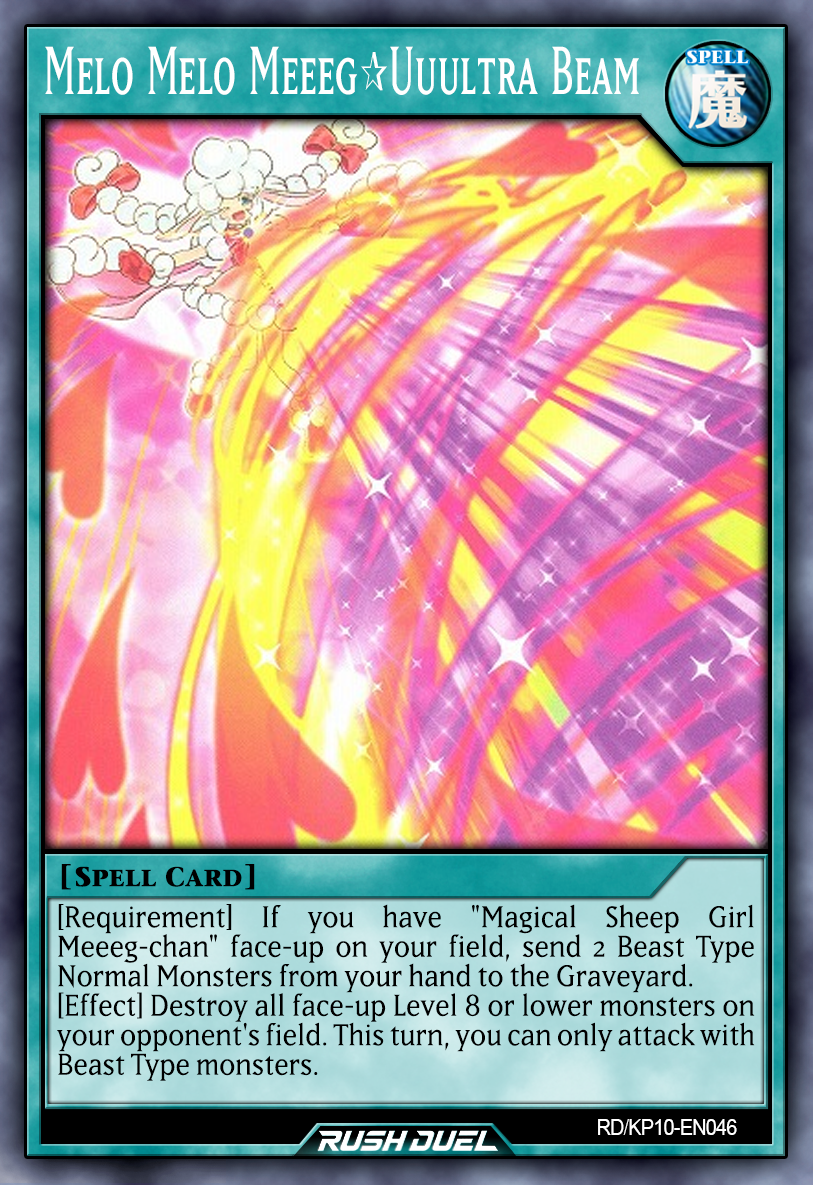 Melo Melo Meeeg☆Uuultra Beam
SPELL
魔
[Spell Card]
[Requirement] If you have "Magical Sheep Girl
Meeeg-chan" face-up on your field, send 2 Beast Type
Normal Monsters from your hand to the Graveyard.
[Effect] Destroy all face-up Level 8 or lower monsters on
your opponent's field. This turn, you can only attack with
Beast Type monsters.
RD/KP10-EN046
RUSH DUEL